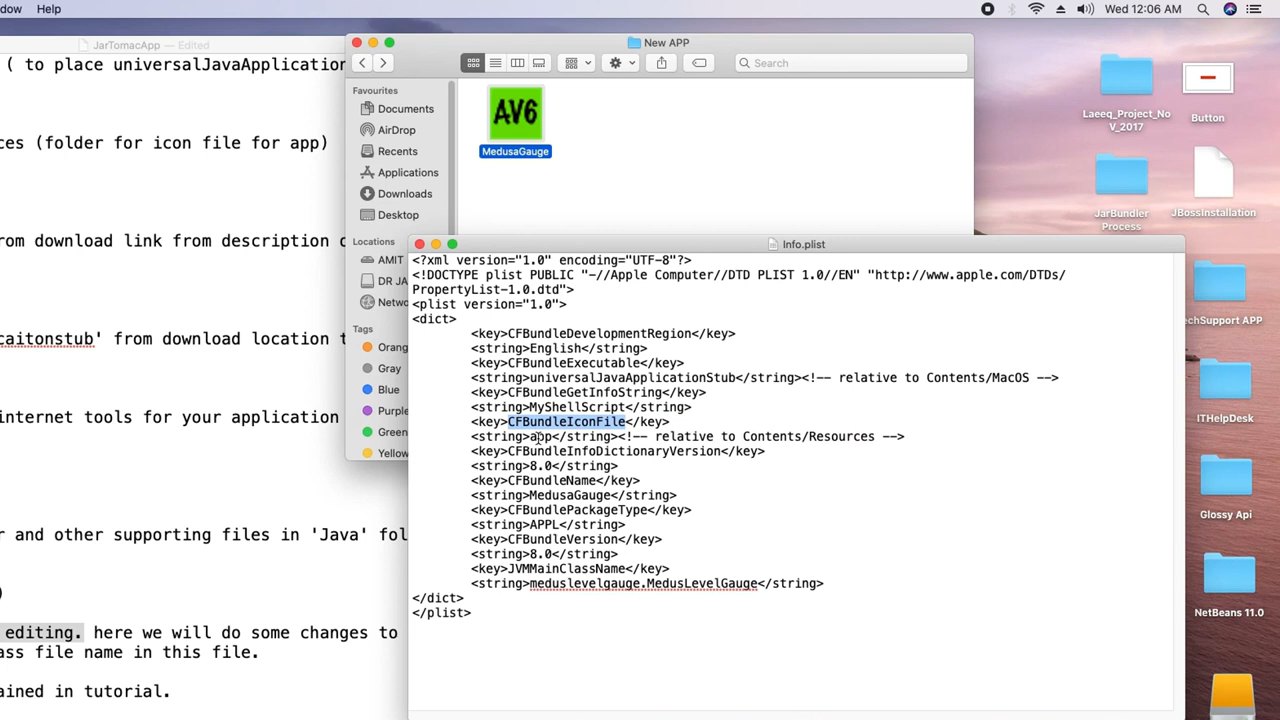 dow Help
Wed 12:06 AM
JarTomacApp — Edited
( to place universalJavaApplication
ces (folder for icon file for app)
rom download link from description
caitonstub' from download location t
internet tools for your application
r and other supporting files in 'Java' fol
)
editing. here we will do some changes to
ass file name in this file.
ained in tutorial.
New APP
Search
Favourites
Documents
AirDrop
Recents
Applications
Downloads
Desktop
Locations
AMIT
DR JA
Netwo
Tags
Orang
Gray
Blue
Purple
Green
Yellow
AV6
MedusaGauge
Info.plist
<?xml version="1.0" encoding="UTF-8"?>
<!DOCTYPE plist PUBLIC "-//Apple Computer//DTD PLIST 1.0//EN" "http://www.apple.com/DTDs/
PropertyList-1.0.dtd">
<plist version="1.0">
<dict>
<key>CFBundleDevelopmentRegion</key>
<string>English</string>
<key>CFBundleExecutable</key>
<string>universalJavaApplicationStub</string><!-- relative to Contents/MacOS -->
<key>CFBundleGetInfoString</key>
<string>MyShellScript</string>
<key>CFBundleIconFile</key>
<string>app</string><!-- relative to Contents/Resources -->
<key>CFBundleInfoDictionaryVersion</key>
<string>8.0</string>
<key>CFBundleName</key>
<string>MedusaGauge</string>
<key>CFBundlePackageType</key>
<string>APPL</string>
<key>CFBundleVersion</key>
<string>8.0</string>
<key>JVMMainClassName</key>
<string>meduslevelgauge.MedusLevelGauge</string>
</dict>
</plist>
Laeeq_Project_No
V_2017
Button
JarBundler
Process
JBossInstallation
echSupport APP
ITHelpDesk
Glossy Api
NetBeans 11.0